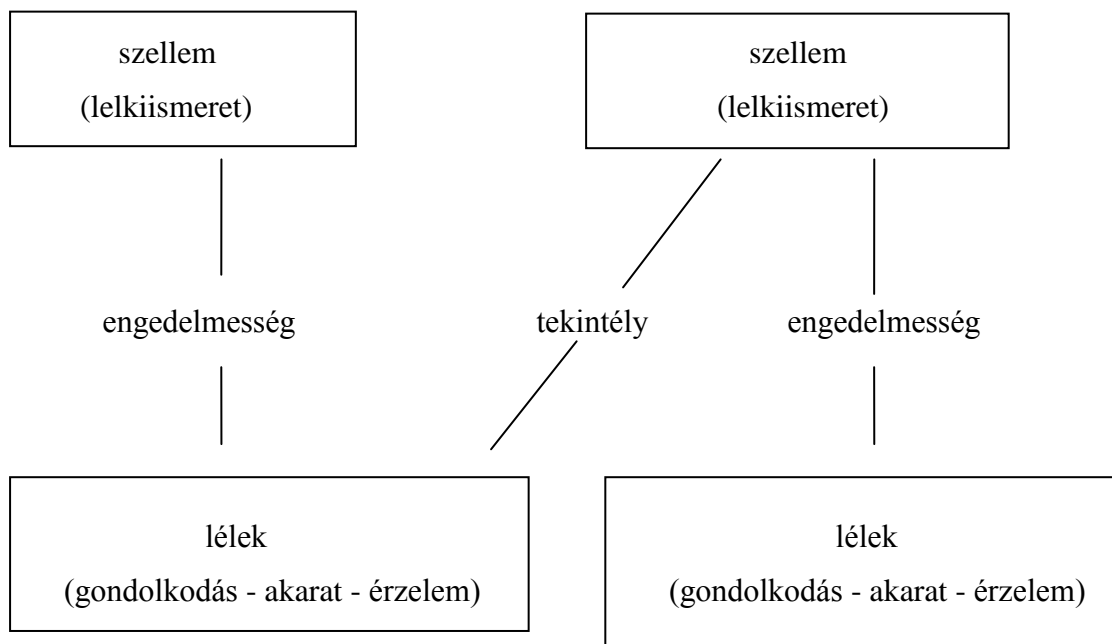 szellem
(lelkiismeret)
szellem
(lelkiismeret)
engedelmesség
tekintély
engedelmesség
lélek
(gondolkodás - akarat - érzelem)
lélek
(gondolkodás - akarat - érzelem)